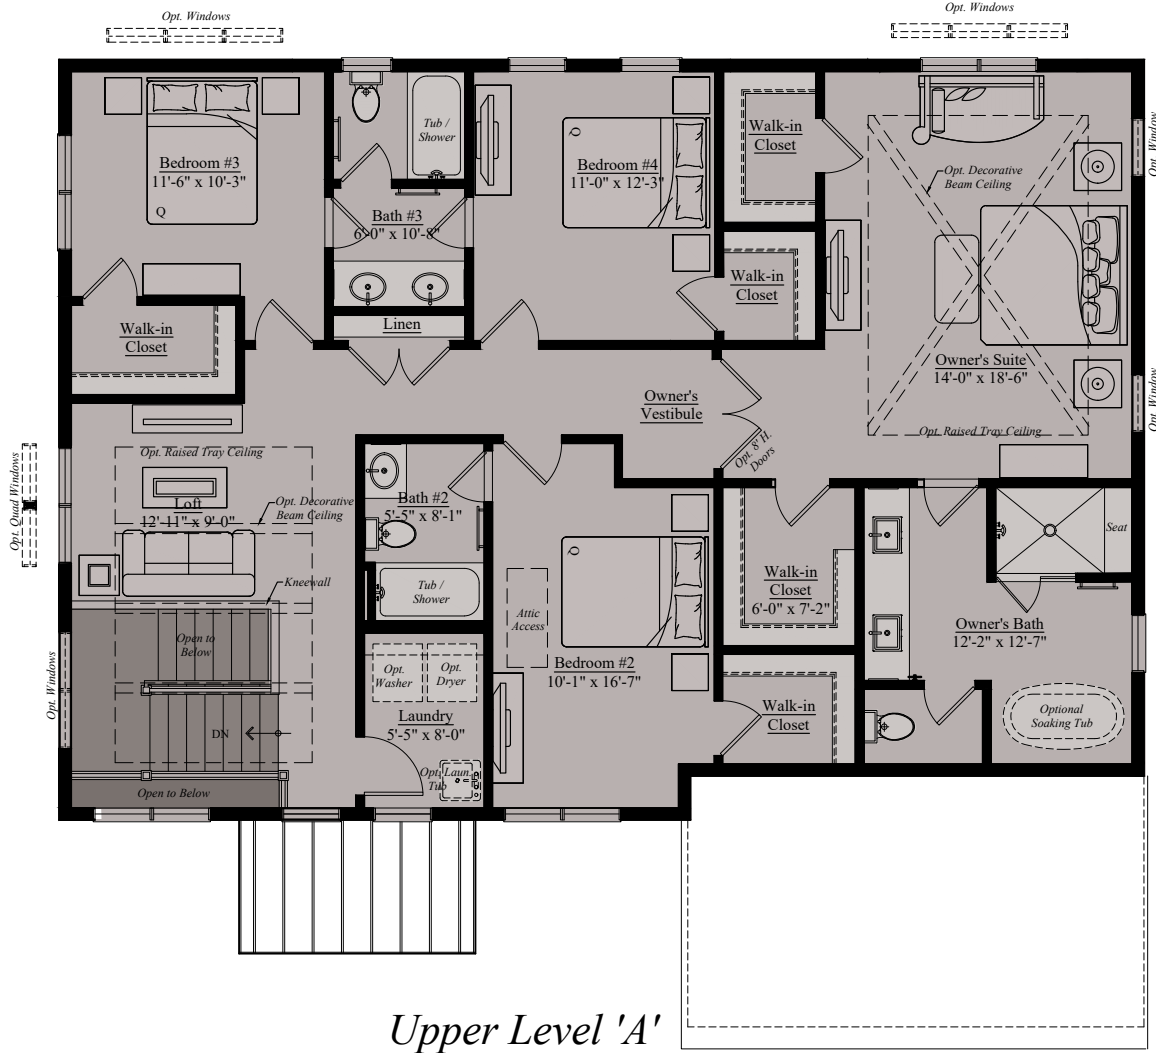 Opt. Windows
Opt. Windows
Tub /
Shower
Walk-in
Closet
Opt. Window
Bedroom #3
11'-6" x 10'-3"
Q
Bedroom #4
11'-0" x 12'-3"
Q
Opt. Decorative
Beam Ceiling
Bath #3
6'-0" x 10'-8"
Walk-in
Closet
Linen
Walk-in
Closet
Owner's Suite
14'-0" x 18'-6"
Opt. Window
Owner's
Vestibule
Opt. Raised Tray Ceiling
Opt. 8' H.
Doors
Opt. Raised Tray Ceiling
Opt. Quad Windows
Loft
12'-11" x 9'-0"
Opt. Decorative
Beam Ceiling
Bath #2
5'-5" x 8'-1"
Q
Seat
Kneewall
Tub /
Shower
Attic
Access
Walk-in
Closet
6'-0" x 7'-2"
Owner's Bath
12'-2" x 12'-7"
Open to
Below
Opt. Windows
Opt.
Washer
Opt.
Dryer
Bedroom #2
10'-1" x 16'-7"
Laundry
5'-5" x 8'-0"
Walk-in
Closet
Optional
Soaking Tub
DN
Opt. Laun.
Tub
Open to Below
Upper Level 'A'